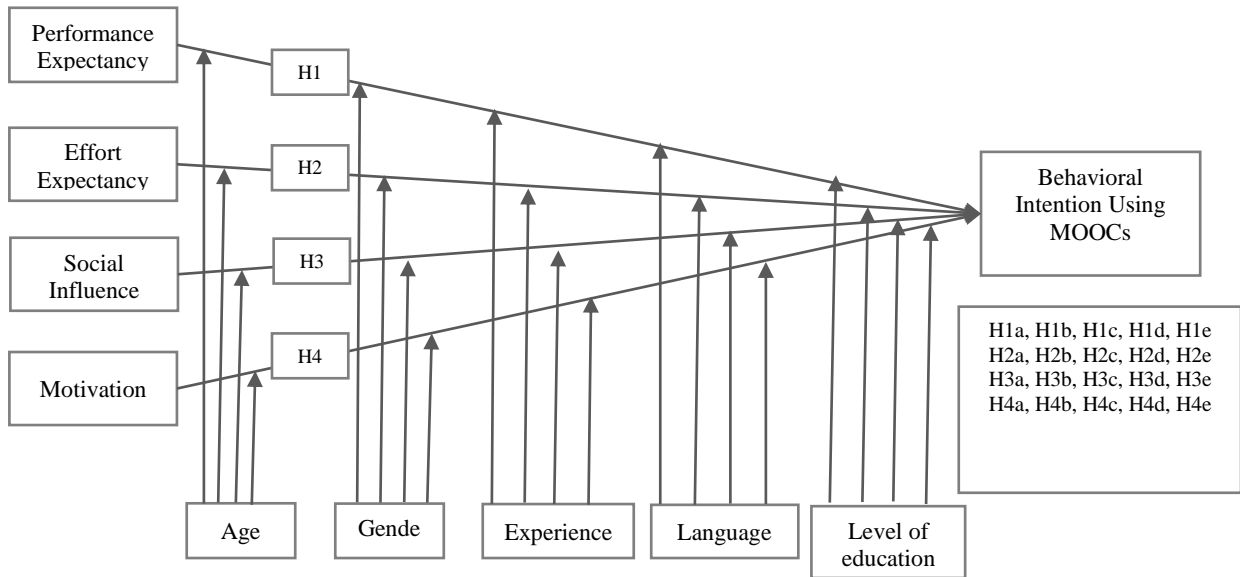 Performance
Expectancy
H1
Effort
Expectancy
H2
Behavioral
Intention Using
MOOCs
Social
Influence
H3
H4
Motivation
H1a, H1b, H1c, H1d, H1e
H2a, H2b, H2c, H2d, H2e
H3a, H3b, H3c, H3d, H3e
H4a, H4b, H4c, H4d, H4e
Age
Gende
Experience
Language
Level of
education